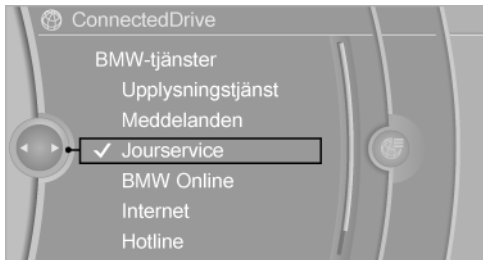 ConnectedDrive
BMW-tjänster
Upplysningstjänst
Meddelanden
Jourservice
BMW Online
Internet
Hotline